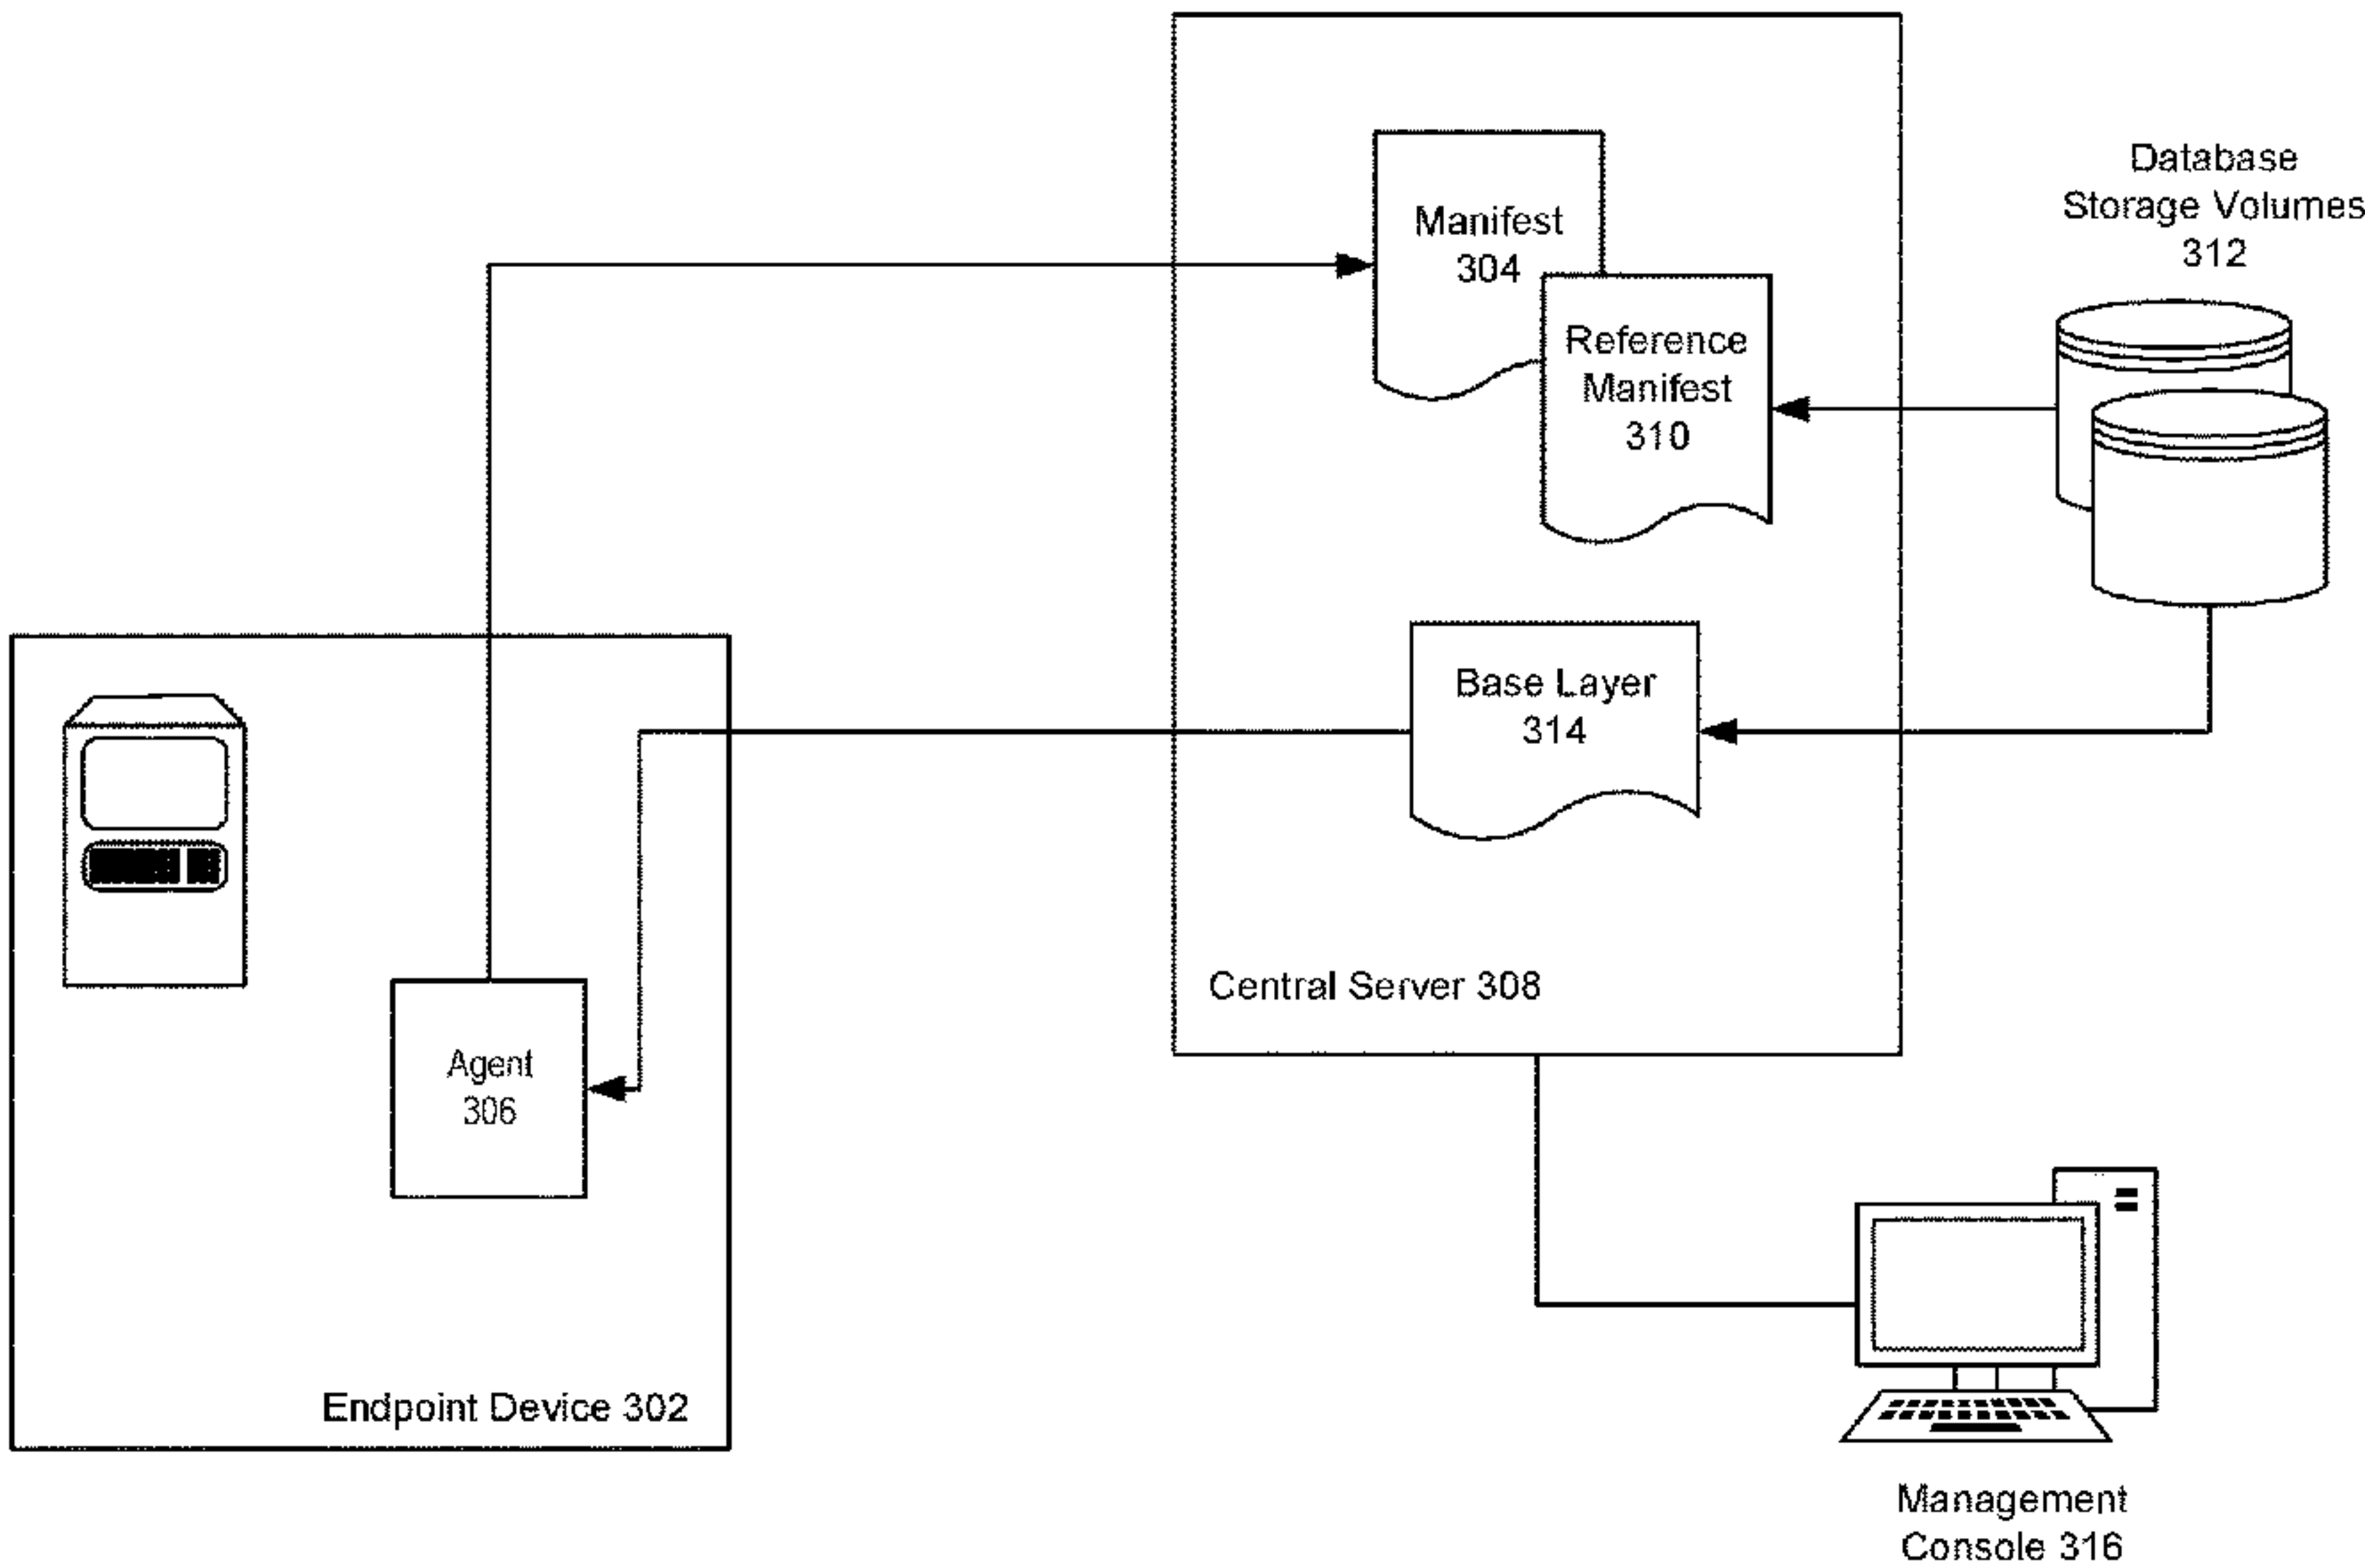 Database
Storage Volumes
312
Manifest
304
Reference
Manifest
310
Base Layer
314
Central Server 308
Agent
306
Endpoint Device 302
Management
Console 316